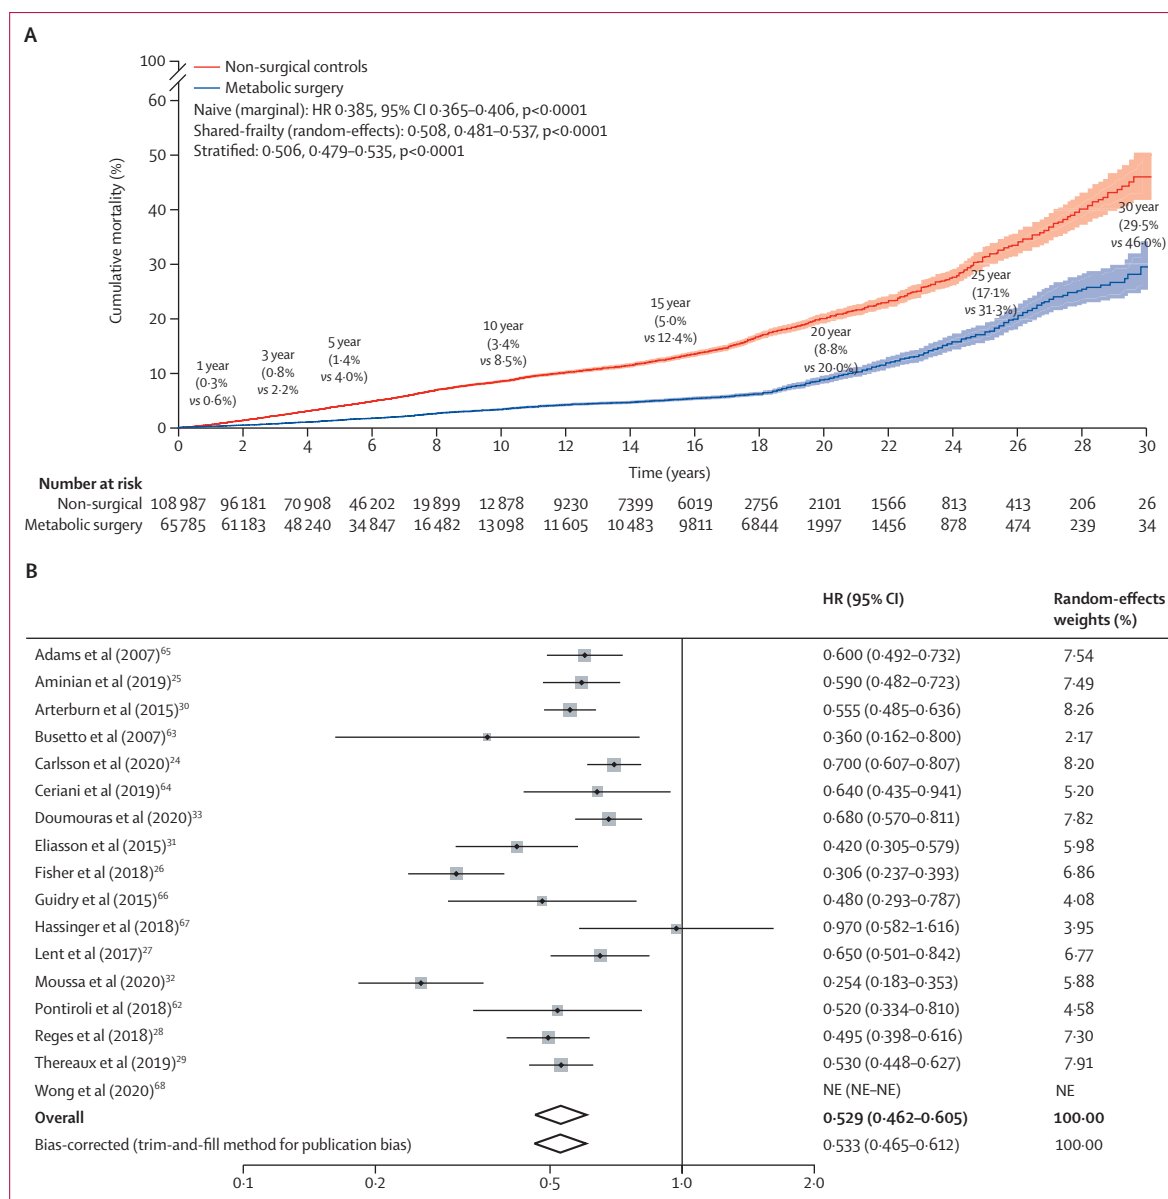 A
100
60
50
40
30
20
10
0
Cumulative mortality (%)
Non-surgical controls
Metabolic surgery
Naive (marginal): HR 0·385, 95% CI 0·365–0·406, p<0·0001
Shared-frailty (random-effects): 0·508, 0·481–0·537, p<0·0001
Stratified: 0·506, 0·479–0·535, p<0·0001
1 year
(0·3%
vs 0·6%)
3 year
(0·8%
vs 2·2%
5 year
(1·4%
vs 4·0%)
10 year
(3·4%
vs 8·5%)
15 year
(5·0%
vs 12·4%)
20 year
(8·8%
vs 20·0%)
25 year
(17·1%
vs 31·3%)
30 year
(29·5%
vs 46·0%)
0 2 4 6 8 10 12 14 16 18 20 22 24 26 28 30
Time (years)
Number at risk
Non-surgical 108 987 96 181 70 908 46 202 19 899 12 878 9230 7399 6019 2756 2101 1566 813 413 206 26
Metabolic surgery 65 785 61 183 48 240 34 847 16 482 13 098 11 605 10 483 9811 6844 1997 1456 878 474 239 34
B
HR (95% CI) Random-effects
weights (%)
Adams et al (2007)65 0·600 (0·492–0·732) 7·54
Aminian et al (2019)25 0·590 (0·482–0·723) 7·49
Arterburn et al (2015)30 0·555 (0·485–0·636) 8·26
Busetto et al (2007)63 0·360 (0·162–0·800) 2·17
Carlsson et al (2020)24 0·700 (0·607–0·807) 8·20
Ceriani et al (2019)64 0·640 (0·435–0·941) 5·20
Doumouras et al (2020)33 0·680 (0·570–0·811) 7·82
Eliasson et al (2015)31 0·420 (0·305–0·579) 5·98
Fisher et al (2018)26 0·306 (0·237–0·393) 6·86
Guidry et al (2015)66 0·480 (0·293–0·787) 4·08
Hassinger et al (2018)67 0·970 (0·582–1·616) 3·95
Lent et al (2017)27 0·650 (0·501–0·842) 6·77
Moussa et al (2020)32 0·254 (0·183–0·353) 5·88
Pontiroli et al (2018)62 0·520 (0·334–0·810) 4·58
Reges et al (2018)28 0·495 (0·398–0·616) 7·30
Thereaux et al (2019)29 0·530 (0·448–0·627) 7·91
Wong et al (2020)68 NE (NE–NE) NE
Overall 0·529 (0·462–0·605) 100·00
Bias-corrected (trim-and-fill method for publication bias) 0·533 (0·465–0·612) 100·00
0·1 0·2 0·5 1·0 2·0